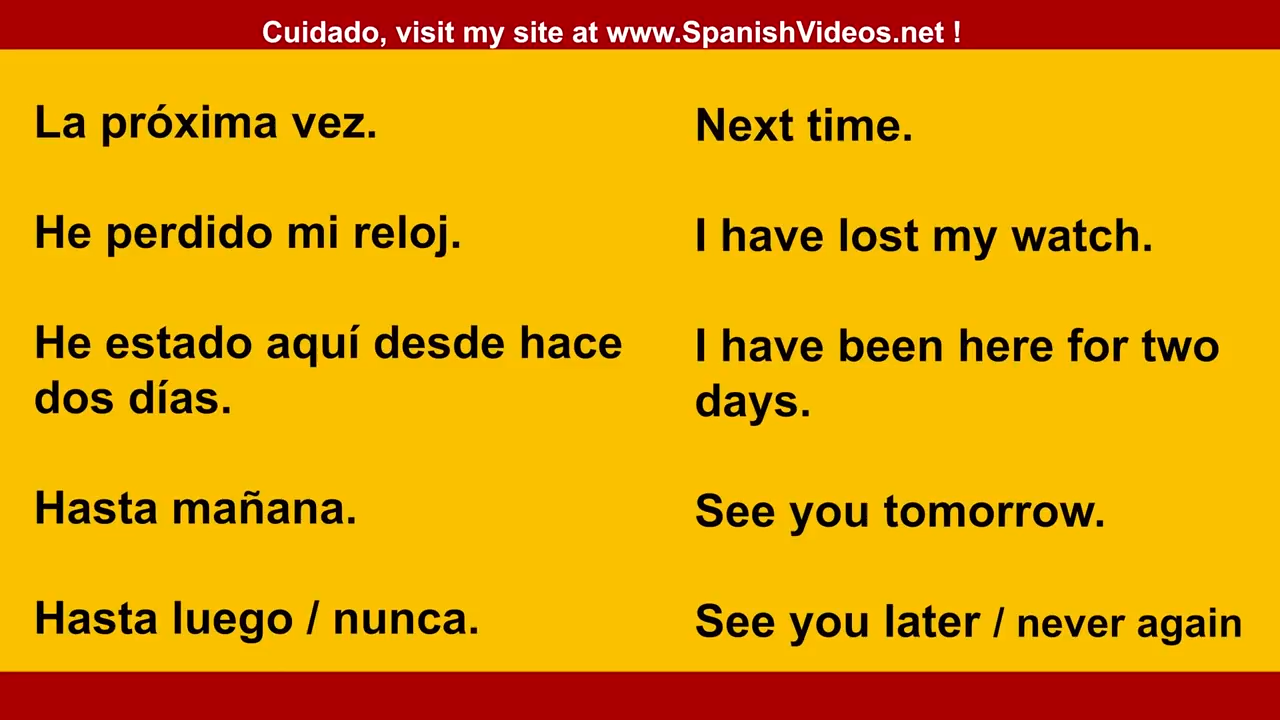 Cuidado, visit my site at www.SpanishVideos.net !
La próxima vez.
Next time.
He perdido mi reloj.
I have lost my watch.
He estado aquí desde hace
dos días.
I have been here for two
days.
Hasta mañana.
See you tomorrow.
Hasta luego / nunca.
See you later / never again